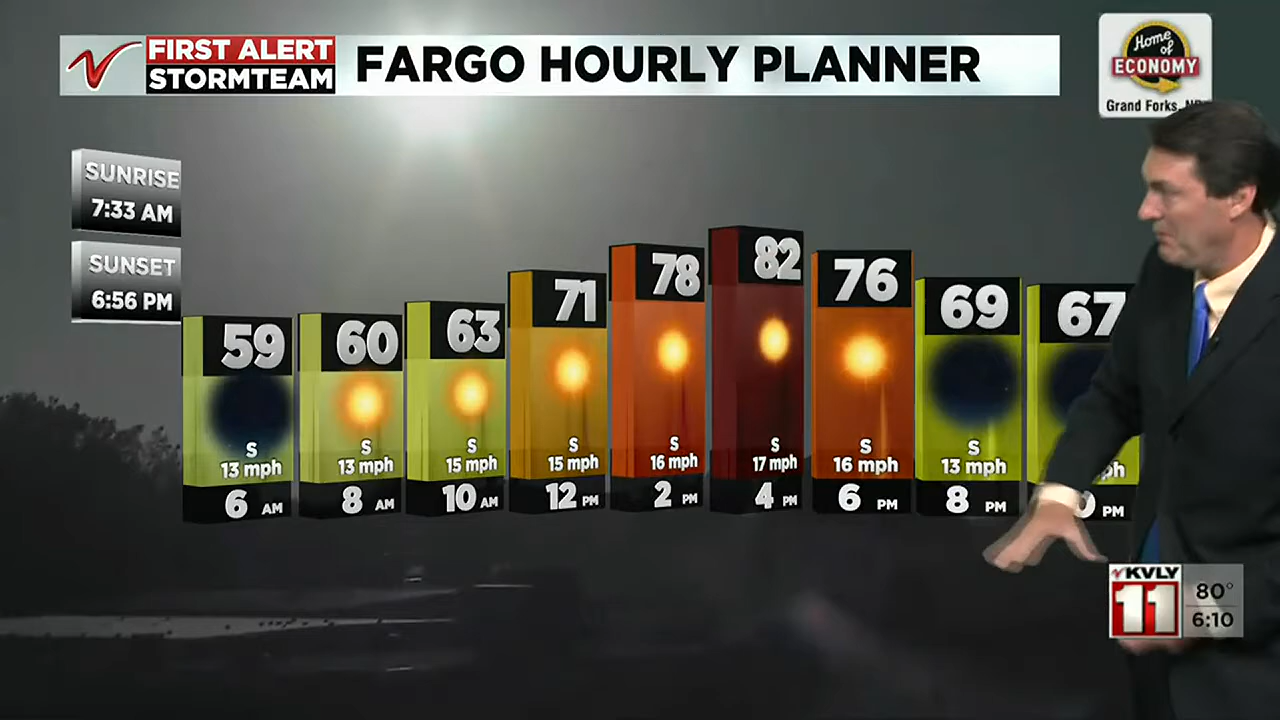 FIRST ALERT
STORMTEAM
FARGO HOURLY PLANNER
Home
of
ECONOMY
Grand Forks,
SUNRISE
7:33 AM
SUNSET
6:56 PM
59
60
63
71
78
82
76
69
67
S
13 mph
S
13 mph
S
15 mph
S
15 mph
S
16 mph
S
17 mph
S
16 mph
S
13 mph
6 AM
8 AM
10 AM
12 PM
2 PM
4 PM
6 PM
8 PM
PM
KVLY
11
80°
6:10